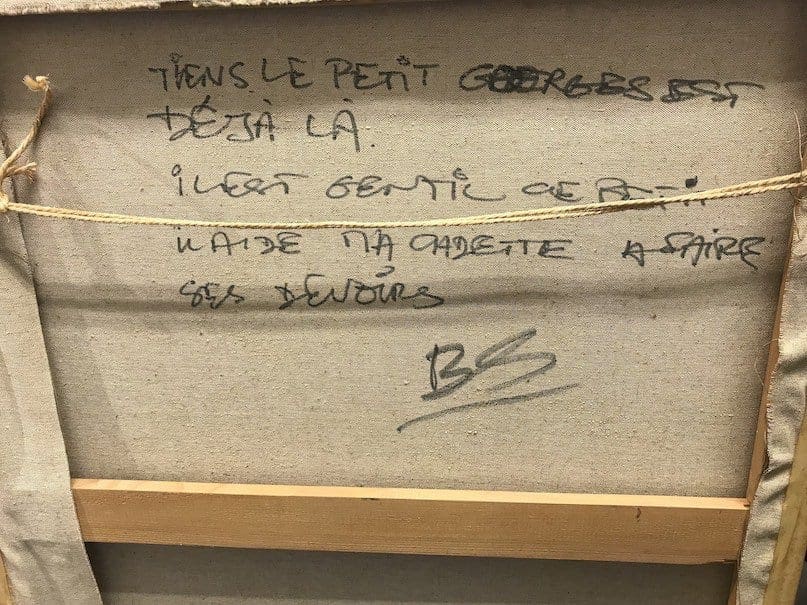 TIENS LE PETIT GEORGES EST
DÉJÀ LÀ.
IL EST GENTIL CE PETIT
IL AIDE MA CADETTE A FAIRE
SES DEVOIRS
BS